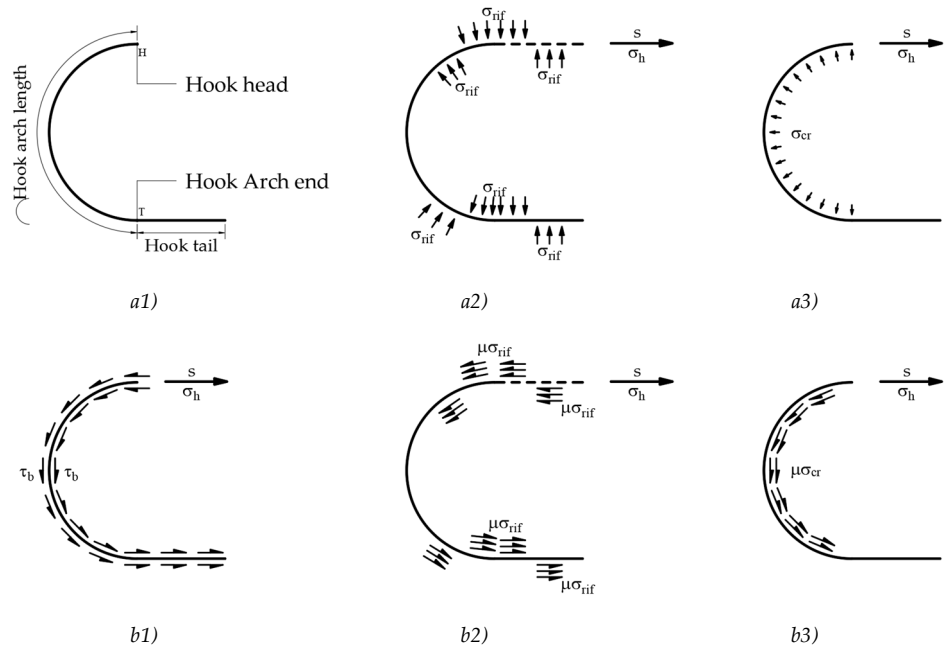 Hook arch length
H
Hook head
Hook Arch end
T
Hook tail
a1)
σrif
s
σh
σrif
σrif
σrif
σrif
a2)
s
σh
σcr
a3)
s
σh
τb τb
b1)
μσrif
s
σh
μσrif
μσrif
μσrif
b2)
s
σh
μσcr
b3)